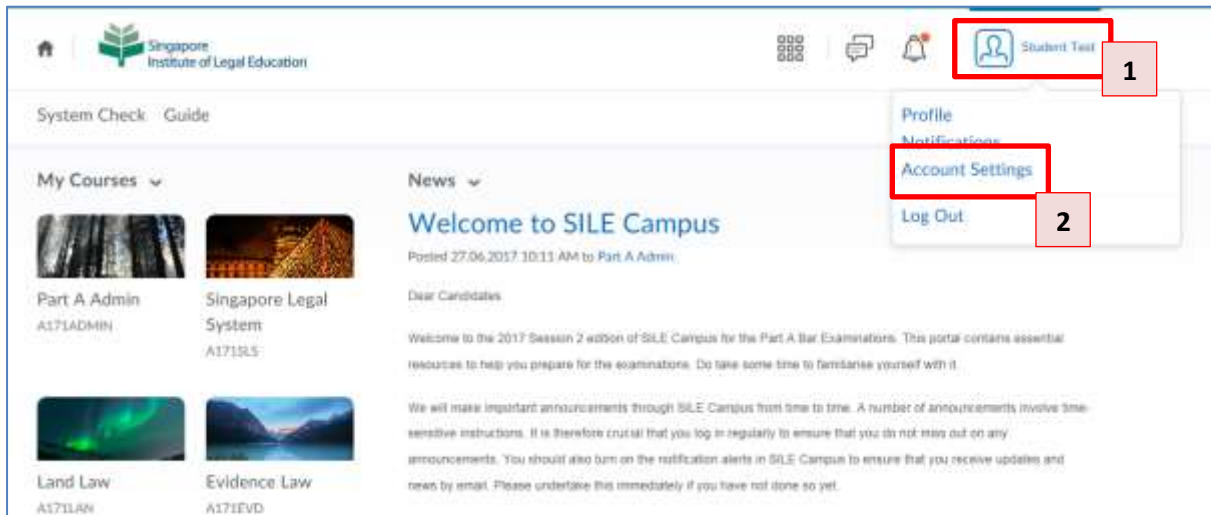 Singapore
Institute of Legal Education
Student Test
1
System Check Guide
Profile
Notifications
Account Settings
2
Log Out
My Courses
Part A Admin
A171ADMIN
Singapore Legal
System
A171SLS
Land Law
A171LAN
Evidence Law
A171EVD
News
Welcome to SILE Campus
Posted 27.06.2017 10:11 AM to Part A Admin
Dear Candidates
Welcome to the 2017 Session 2 edition of SILE Campus for the Part A Bar Examinations. This portal contains essential
resources to help you prepare for the examinations. Do take some time to familiarise yourself with it.
We will make important announcements through SILE Campus from time to time. A number of announcements involve time-
sensitive instructions. It is therefore crucial that you log in regularly to ensure that you do not miss out on any
announcements. You should also turn on the notification alerts in SILE Campus to ensure that you receive updates and
news by email. Please undertake this immediately if you have not done so yet.